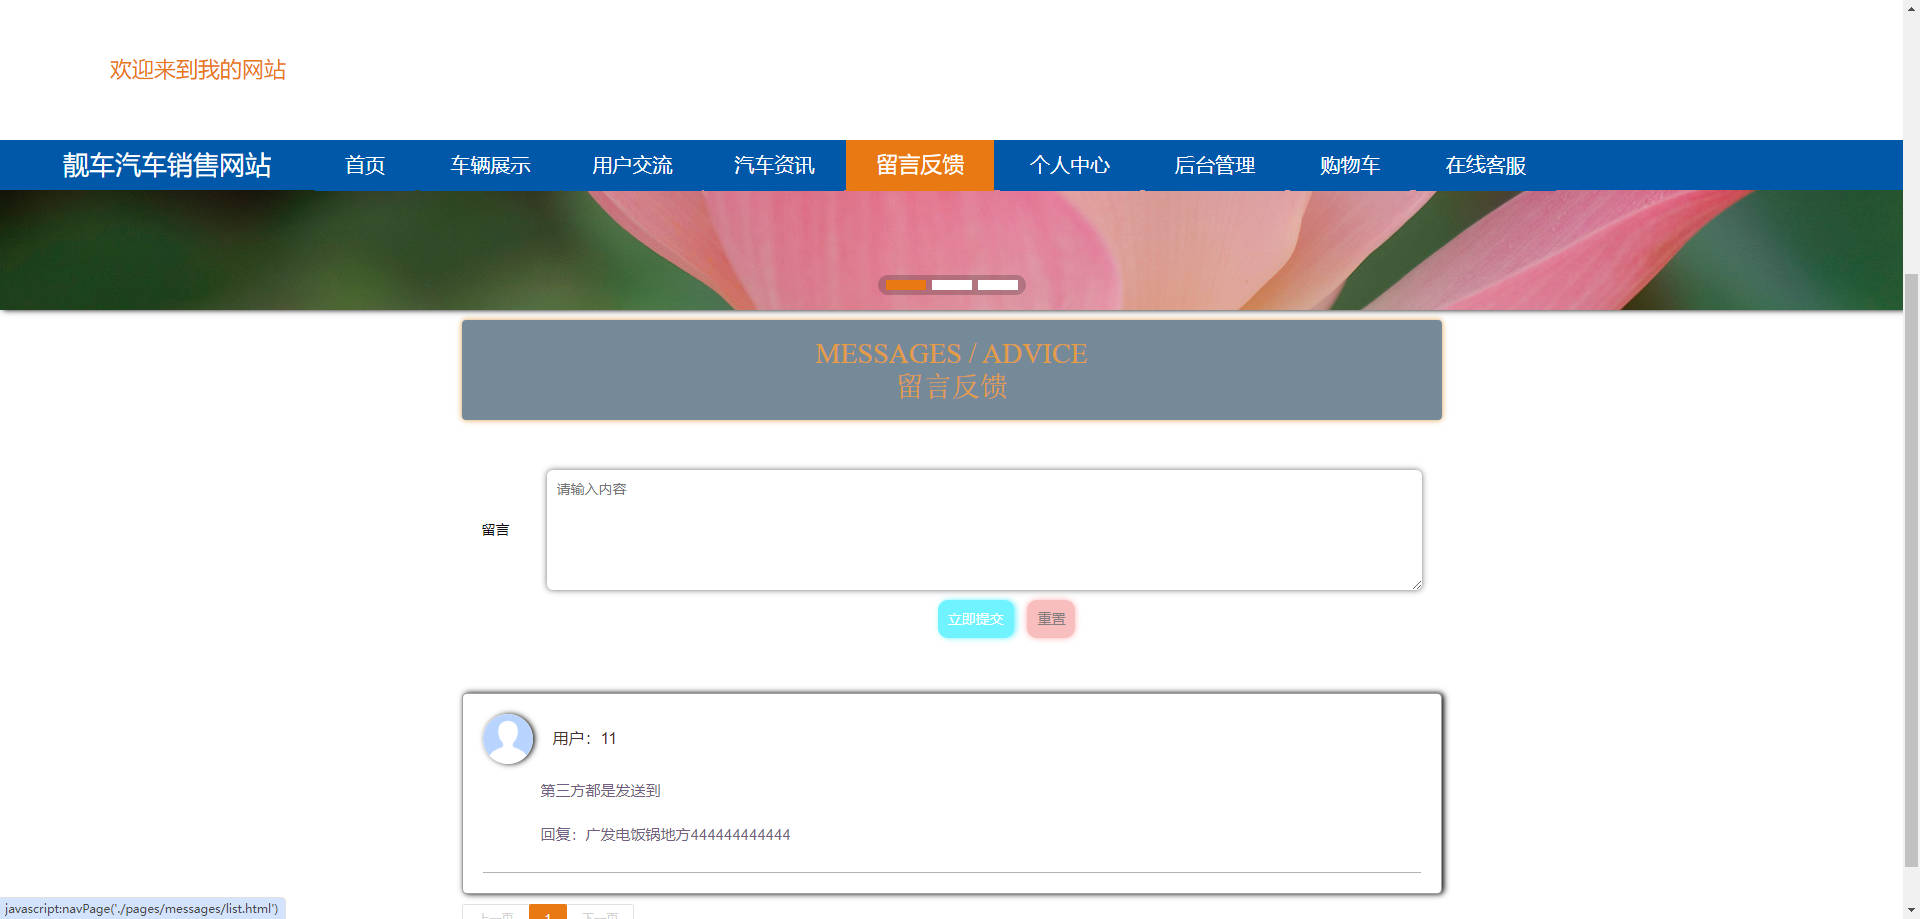 欢迎来到我的网站
靓车汽车销售网站 首页 车辆展示 用户交流 汽车资讯 留言反馈 个人中心 后台管理 购物车 在线客服
MESSAGES / ADVICE
留言反馈
请输入内容
留言
立即提交 重置
用户：11
第三方都是发送到
回复：广发电饭锅地方444444444444
上一页 1 下一页
javascript:navPage('./pages/messages/list.html')